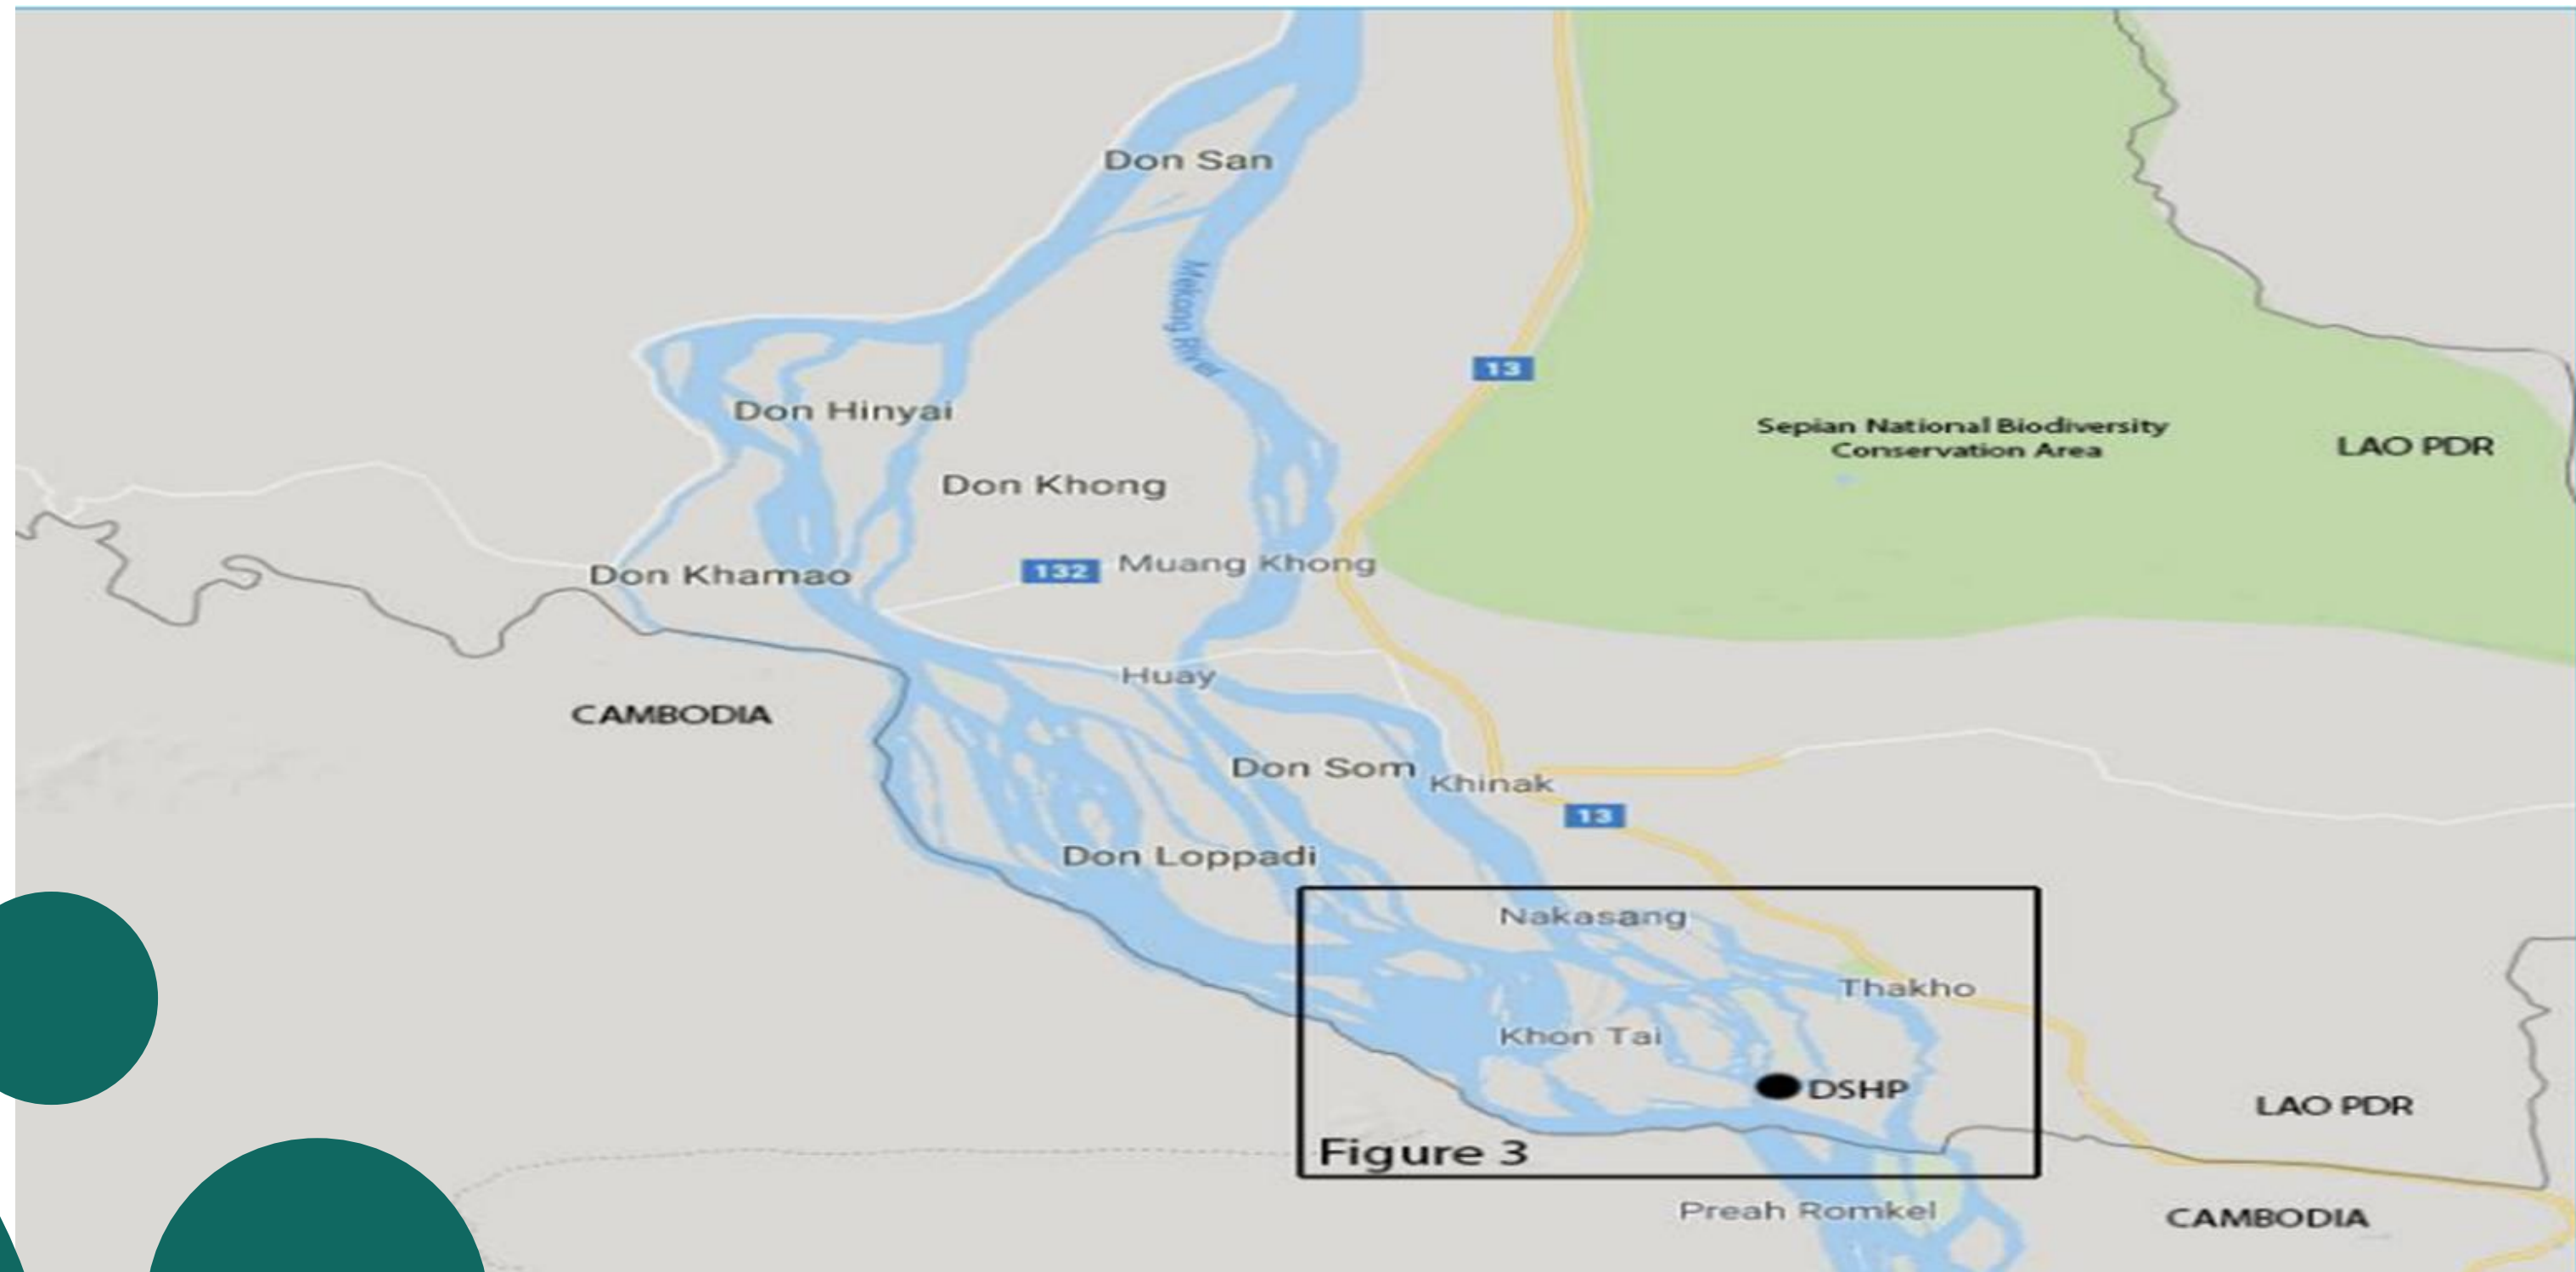 Don San
Mekong River
13
Don Hinyai
Sepian National Biodiversity
Conservation Area
LAO PDR
Don Khong
Don Khamao
132
Muang Khong
Huay
CAMBODIA
Don Som
Khinak
13
Don Loppadi
Nakasang
Thakho
Khon Tai
DSHP
LAO PDR
Figure 3
Preah Romkel
CAMBODIA